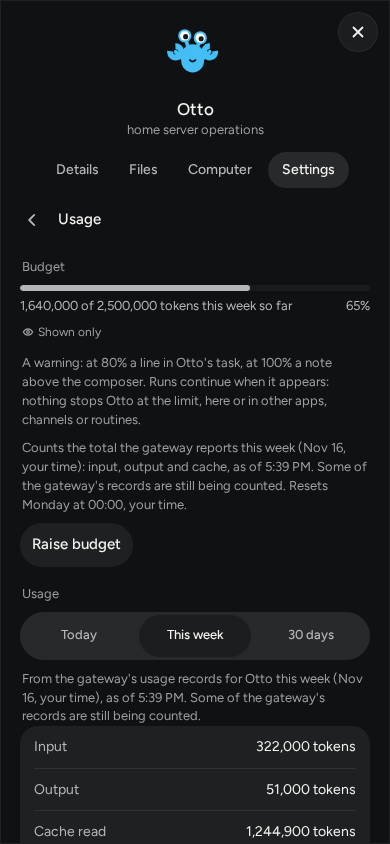 Otto
home server operations
Details Files Computer Settings
Usage
Budget
1,640,000 of 2,500,000 tokens this week so far 65%
Shown only
A warning: at 80% a line in Otto's task, at 100% a note
above the composer. Runs continue when it appears:
nothing stops Otto at the limit, here or in other apps,
channels or routines.
Counts the total the gateway reports this week (Nov 16,
your time): input, output and cache, as of 5:39 PM. Some of
the gateway's records are still being counted. Resets
Monday at 00:00, your time.
Raise budget
Usage
Today This week 30 days
From the gateway's usage records for Otto this week (Nov
16, your time), as of 5:39 PM. Some of the gateway's
records are still being counted.
Input 322,000 tokens
Output 51,000 tokens
Cache read 1,244,900 tokens